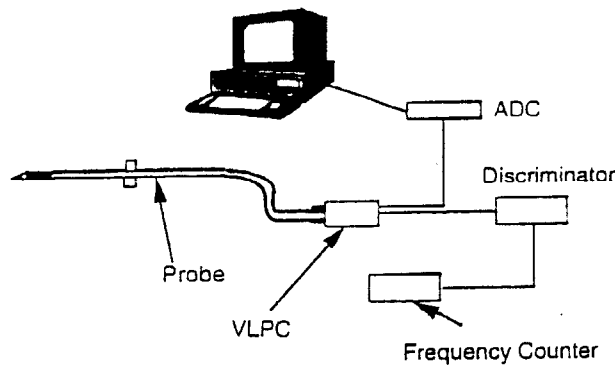 ADC
Discriminator
Probe
VLPC
Frequency Counter